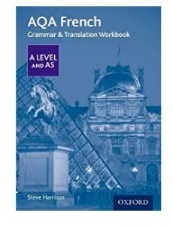 AQA French
Grammar & Translation Workbook
A LEVEL
AND AS
Steve Harrison
OXFORD